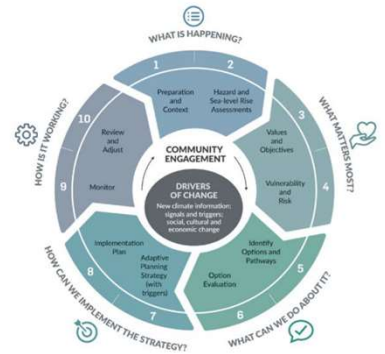 WHAT IS HAPPENING?
1
2
Preparation
and
Context
Hazard and
Sea-level Rise
Assessments
WHAT MATTERS MOST?
3
4
Values
and
Objectives
Vulnerability
and
Risk
WHAT CAN WE DO ABOUT IT?
5
6
Identify
Options and
Pathways
Option
Evaluation
HOW CAN WE IMPLEMENT THE STRATEGY?
7
8
Adaptive
Planning
Strategy
(with
triggers)
Implementation
Plan
HOW IS IT WORKING?
9
10
Monitor
Review
and
Adjust
COMMUNITY
ENGAGEMENT
DRIVERS
OF CHANGE
New climate information:
signals and triggers;
social, cultural and
economic change